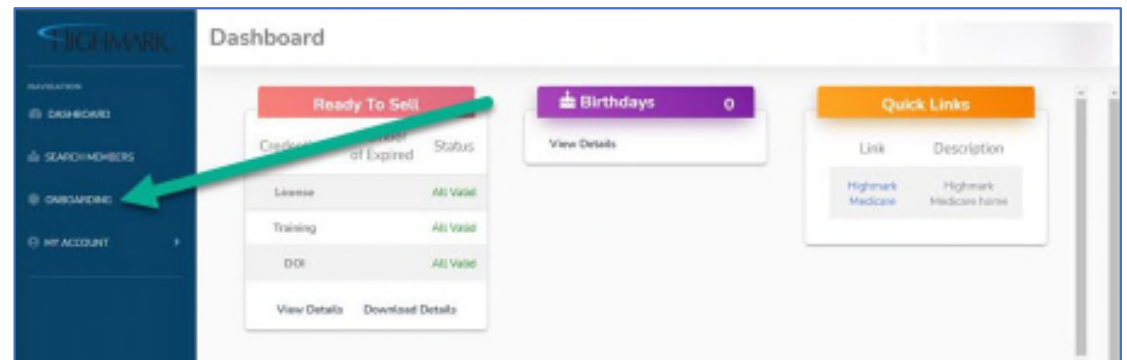 HIGHMARK
Dashboard
NAVIGATION
DASHBOARD
SEARCH MEMBERS
ONBOARDING
MY ACCOUNT
Ready To Sell
of Expired Status
License All Valid
Training All Valid
DOI All Valid
View Details Download Details
Birthdays 0
View Details
Quick Links
Link Description
Highmark Medicare Highmark Medicare home